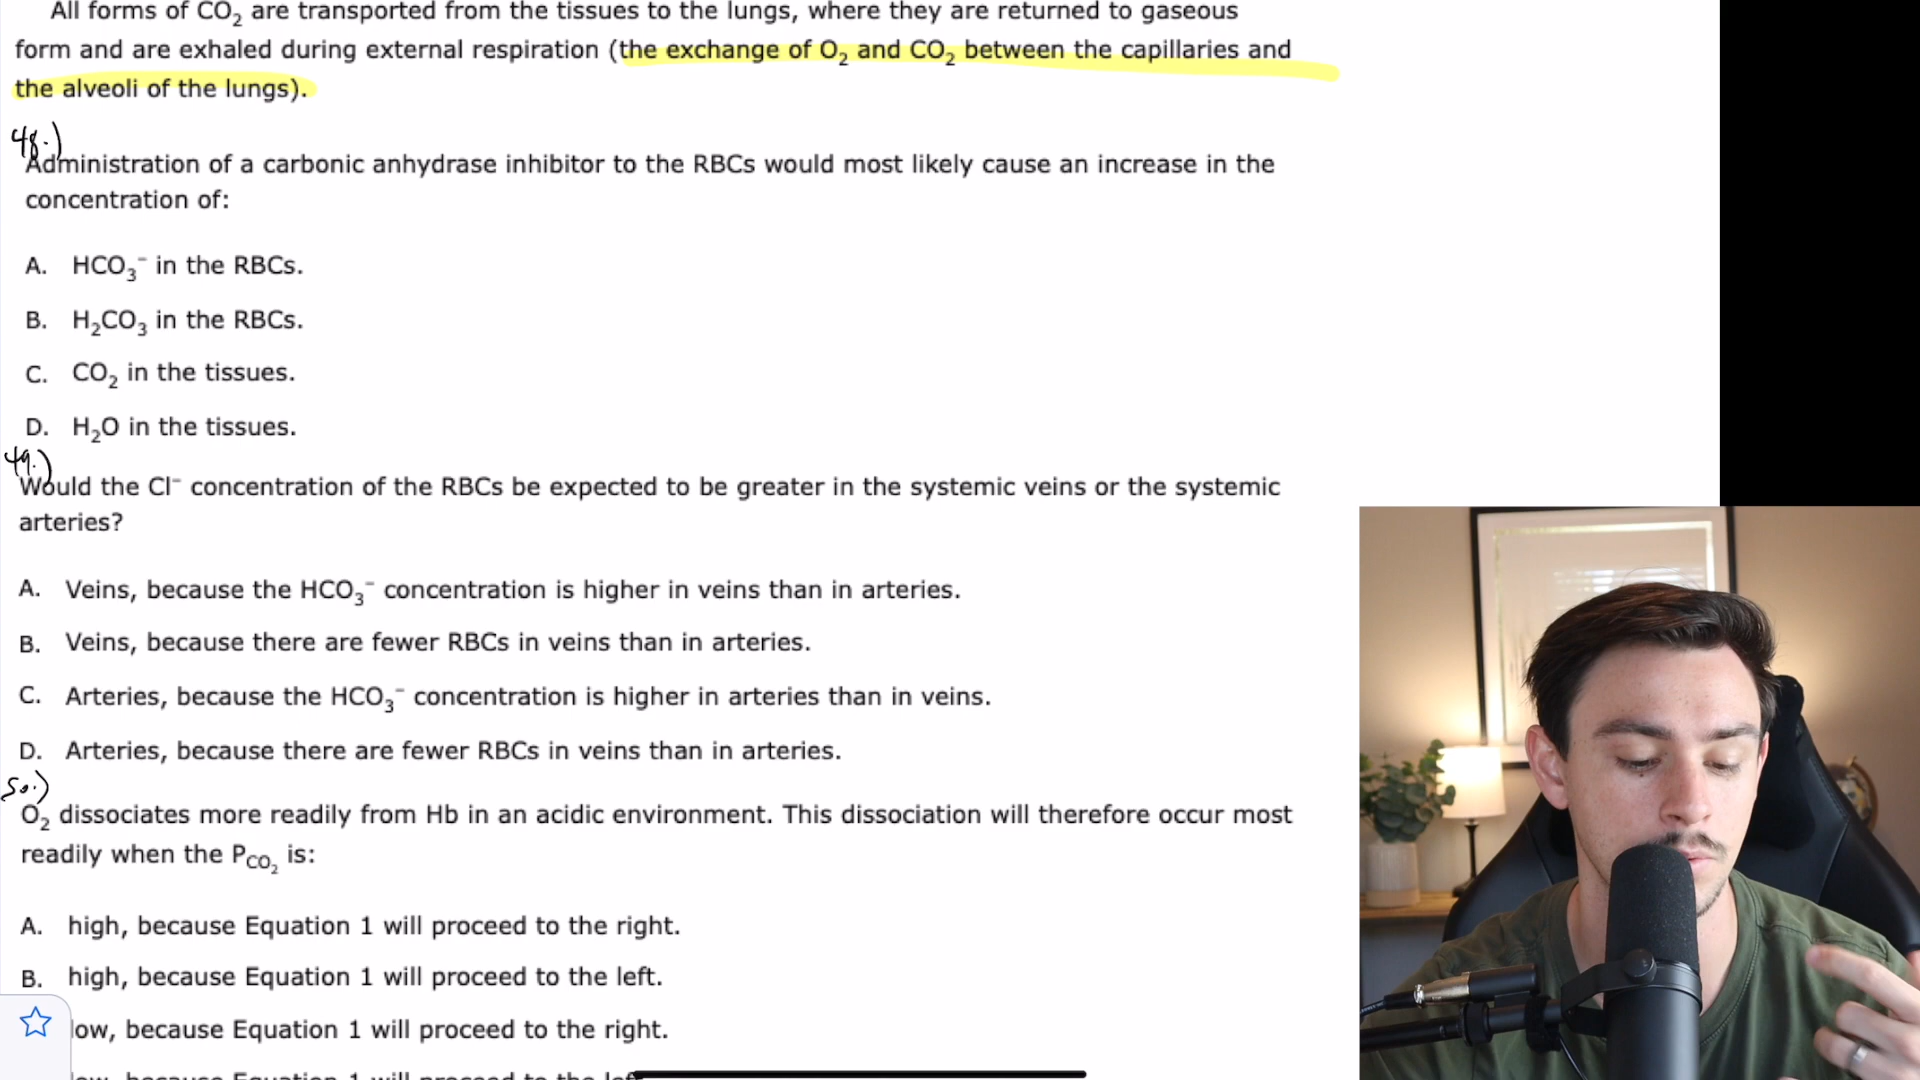 All forms of CO₂ are transported from the tissues to the lungs, where they are returned to gaseous
form and are exhaled during external respiration (the exchange of O₂ and CO₂ between the capillaries and
the alveoli of the lungs).
48.)
Administration of a carbonic anhydrase inhibitor to the RBCs would most likely cause an increase in the
concentration of:
A. HCO₃⁻ in the RBCs.
B. H₂CO₃ in the RBCs.
C. CO₂ in the tissues.
D. H₂O in the tissues.
49.)
Would the Cl⁻ concentration of the RBCs be expected to be greater in the systemic veins or the systemic
arteries?
A. Veins, because the HCO₃⁻ concentration is higher in veins than in arteries.
B. Veins, because there are fewer RBCs in veins than in arteries.
C. Arteries, because the HCO₃⁻ concentration is higher in arteries than in veins.
D. Arteries, because there are fewer RBCs in veins than in arteries.
50.)
O₂ dissociates more readily from Hb in an acidic environment. This dissociation will therefore occur most
readily when the P_CO₂ is:
A. high, because Equation 1 will proceed to the right.
B. high, because Equation 1 will proceed to the left.
low, because Equation 1 will proceed to the right.
low, because Equation 1 will proceed to the left